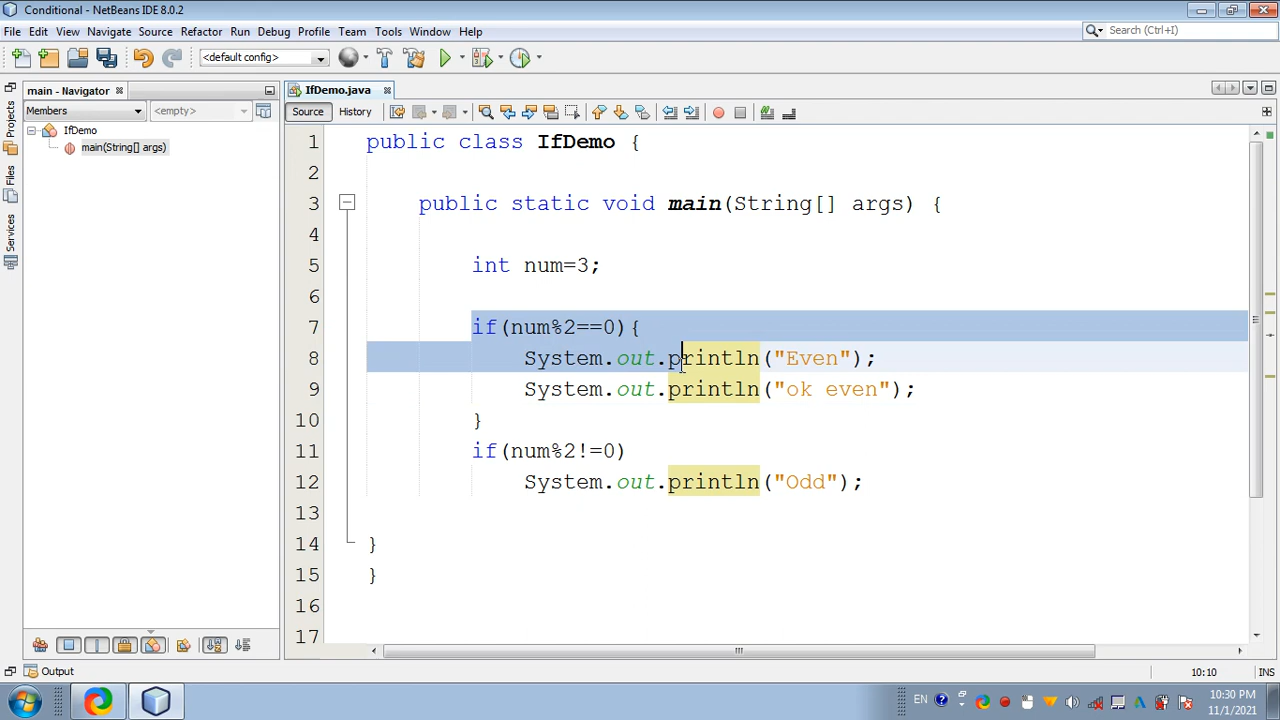 Conditional - NetBeans IDE 8.0.2
File Edit View Navigate Source Refactor Run Debug Profile Team Tools Window Help
Search (Ctrl+I)
<default config>
main - Navigator
IfDemo.java
Members
<empty>
Source History
IfDemo
main(String[] args)
Projects
Files
Services
1 public class IfDemo {
2
3 public static void main(String[] args) {
4
5 int num=3;
6
7 if(num%2==0){
8 System.out.println("Even");
9 System.out.println("ok even");
10 }
11 if(num%2!=0)
12 System.out.println("Odd");
13
14 }
15 }
16
17
Output
10:10 INS
EN
10:30 PM
11/1/2021